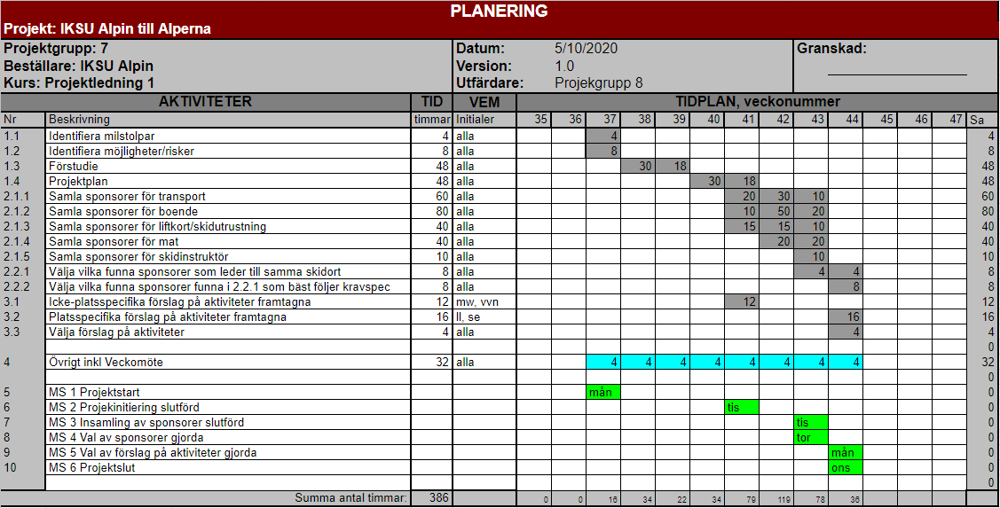 PLANERING
Projekt: IKSU Alpin till Alperna
Projektgrupp: 7 Datum: 5/10/2020 Granskad:
Beställare: IKSU Alpin Version: 1.0
Kurs: Projektledning 1 Utfärdare: Projekgrupp 8
AKTIVITETER TID VEM TIDPLAN, veckonummer
Nr Beskrivning timmar Initialer 35 36 37 38 39 40 41 42 43 44 45 46 47 Sa
1.1 Identifiera milstolpar 4 alla 4 4
1.2 Identifiera möjligheter/risker 8 alla 8 8
1.3 Förstudie 48 alla 30 18 48
1.4 Projektplan 48 alla 30 18 48
2.1.1 Samla sponsorer för transport 60 alla 20 30 10 60
2.1.2 Samla sponsorer för boende 80 alla 10 50 20 80
2.1.3 Samla sponsorer för liftkort/skidutrustning 40 alla 15 15 10 40
2.1.4 Samla sponsorer för mat 40 alla 20 20 40
2.1.5 Samla sponsorer för skidinstruktör 10 alla 10 10
2.2.1 Välja vilka funna sponsorer som leder till samma skidort 8 alla 4 4 8
2.2.2 Välja vilka funna sponsorer funna i 2.2.1 som bäst följer kravspec 8 alla 8 8
3.1 Icke-platsspecifika förslag på aktiviteter framtagna 12 mw, vvn 12 12
3.2 Platsspecifika förslag på aktiviteter framtagna 16 ll, se 16 16
3.3 Välja förslag på aktiviteter 4 alla 4 4
0
4 Övrigt inkl Veckomöte 32 alla 4 4 4 4 4 4 4 4 32
0
5 MS 1 Projektstart mån 0
6 MS 2 Projekinitiering slutförd tis 0
7 MS 3 Insamling av sponsorer slutförd tis 0
8 MS 4 Val av sponsorer gjorda tor 0
9 MS 5 Val av förslag på aktiviteter gjorda mån 0
10 MS 6 Projektslut ons 0
0
Summa antal timmar: 386 0 0 16 34 22 34 79 119 78 36